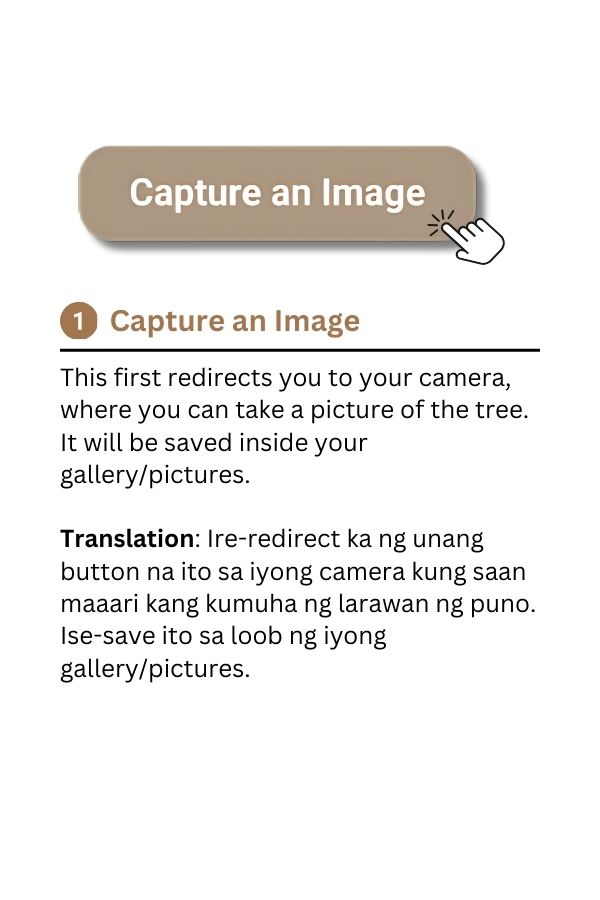 Capture an Image
1 Capture an Image
This first redirects you to your camera,
where you can take a picture of the tree.
It will be saved inside your
gallery/pictures.
Translation: Ire-redirect ka ng unang
button na ito sa iyong camera kung saan
maaari kang kumuha ng larawan ng puno.
Ise-save ito sa loob ng iyong
gallery/pictures.